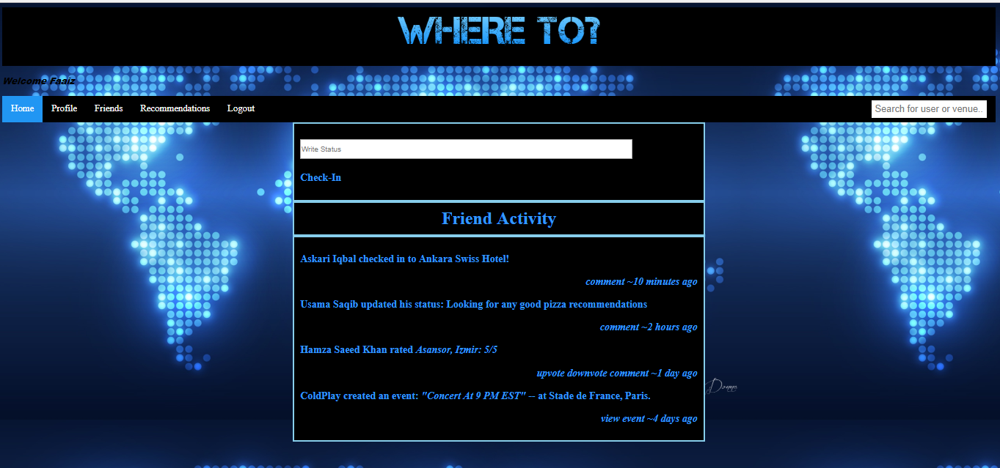 WHERE TO?
Welcome Faaiz
Home Profile Friends Recommendations Logout Search for user or venue..
Write Status
Check-In
Friend Activity
Askari Iqbal checked in to Ankara Swiss Hotel!
comment ~10 minutes ago
Usama Saqib updated his status: Looking for any good pizza recommendations
comment ~2 hours ago
Hamza Saeed Khan rated Asansor, Izmir: 5/5
upvote downvote comment ~1 day ago
ColdPlay created an event: "Concert At 9 PM EST" -- at Stade de France, Paris.
view event ~4 days ago